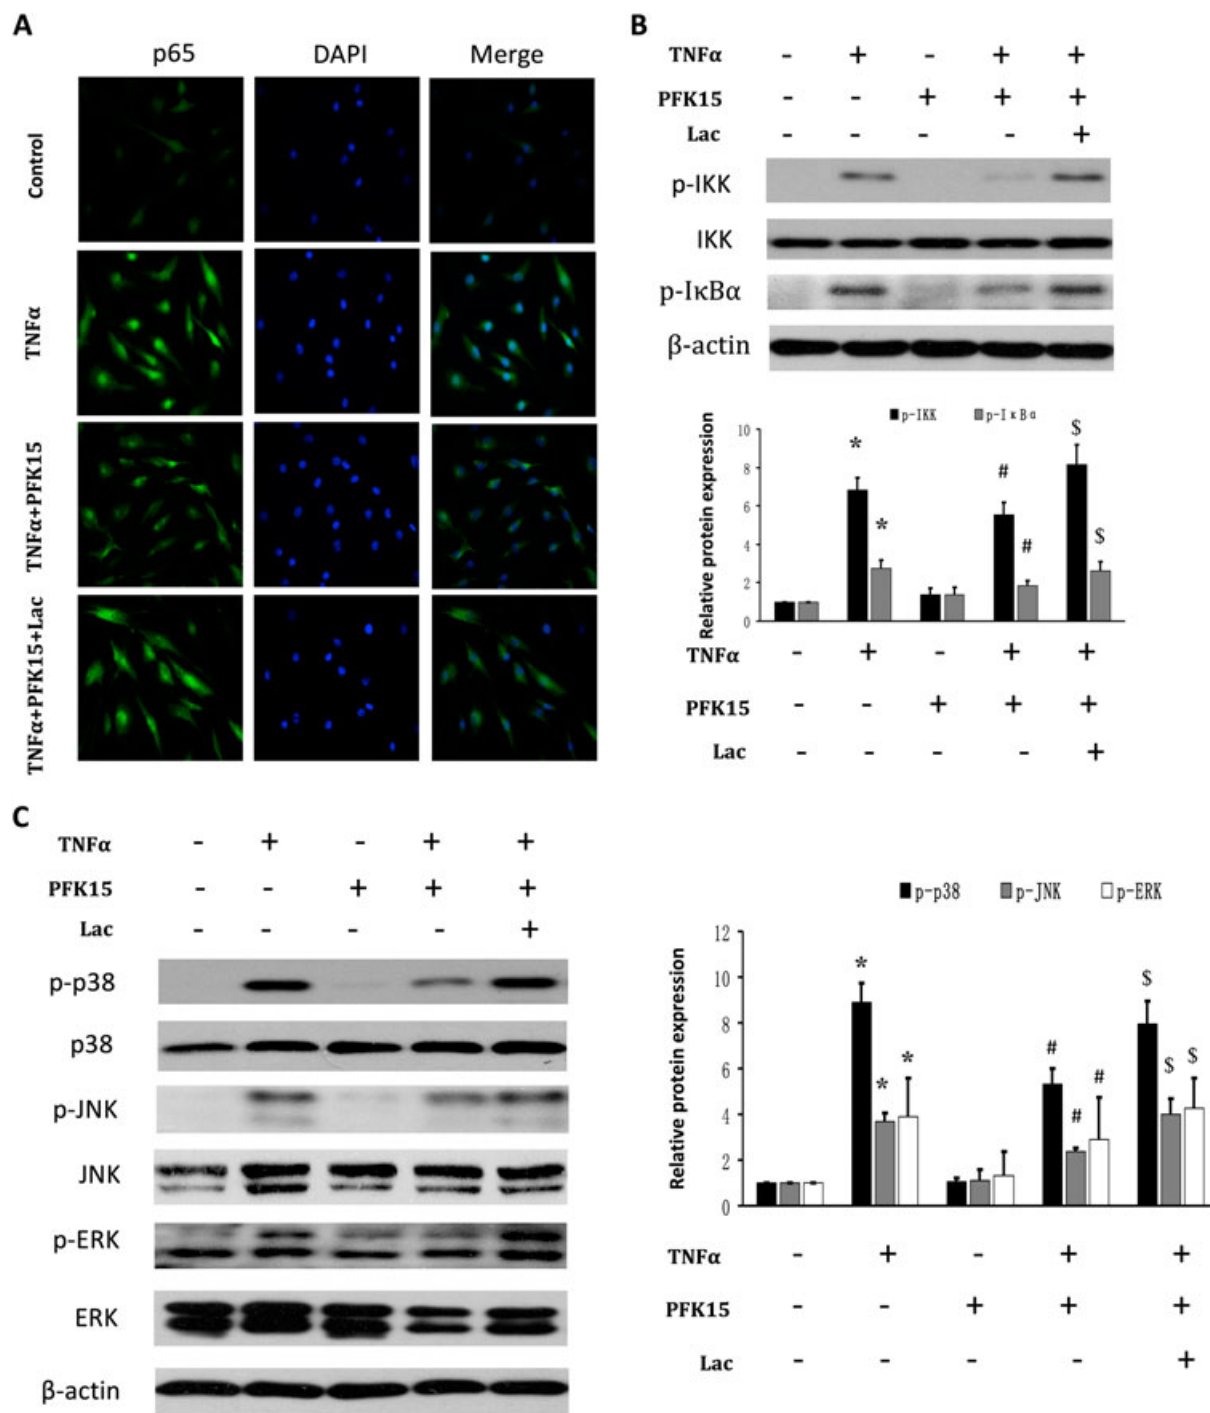 A
p65 DAPI Merge
Control
TNFα
TNFα+PFK15
TNFα+PFK15+Lac
B
TNFα - + - + +
PFK15 - - + + +
Lac - - - - +
p-IKK
IKK
p-IκBα
β-actin
p-IKK p-IκBα
Relative protein expression
10
8
6
4
2
0
* * # # $ $
TNFα - + - + +
PFK15 - - + + +
Lac - - - - +
C
TNFα - + - + +
PFK15 - - + + +
Lac - - - - +
p-p38
p38
p-JNK
JNK
p-ERK
ERK
β-actin
p-p38 p-JNK p-ERK
Relative protein expression
12
10
8
6
4
2
0
* * * # # # $ $ $
TNFα - + - + +
PFK15 - - + + +
Lac - - - - +